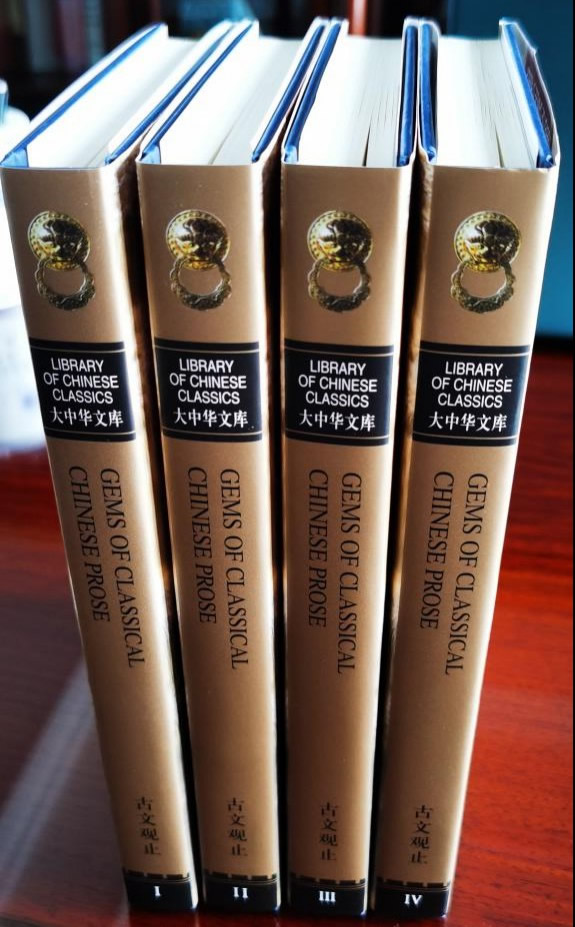 LIBRARY
OF CHINESE
CLASSICS
大中华文库
GEMS OF CLASSICAL
CHINESE PROSE
古文观止
I
LIBRARY
OF CHINESE
CLASSICS
大中华文库
GEMS OF CLASSICAL
CHINESE PROSE
古文观止
II
LIBRARY
OF CHINESE
CLASSICS
大中华文库
GEMS OF CLASSICAL
CHINESE PROSE
古文观止
III
LIBRARY
OF CHINESE
CLASSICS
大中华文库
GEMS OF CLASSICAL
CHINESE PROSE
古文观止
IV